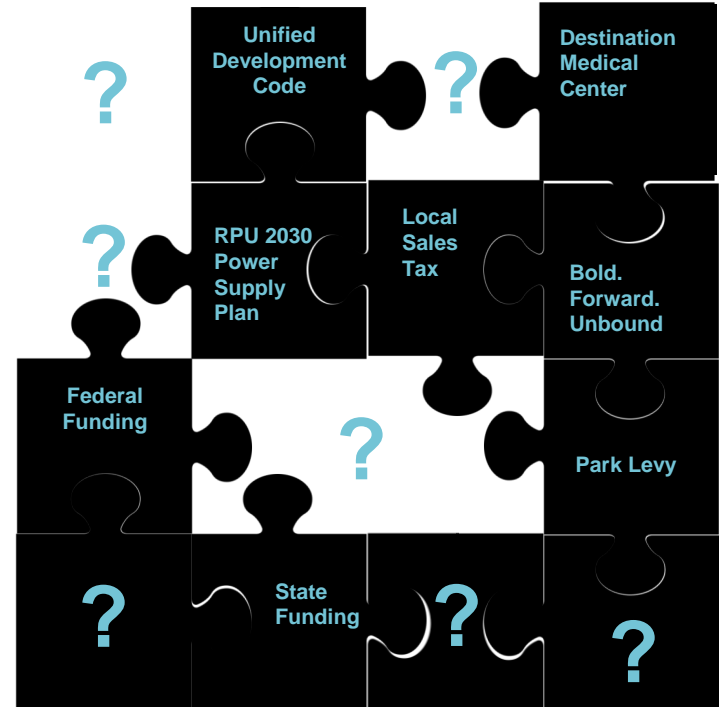 ?
Unified
Development
Code
?
Destination
Medical
Center
?
RPU 2030
Power
Supply
Plan
Local
Sales
Tax
Bold.
Forward.
Unbound
Federal
Funding
?
Park Levy
?
State
Funding
?
?